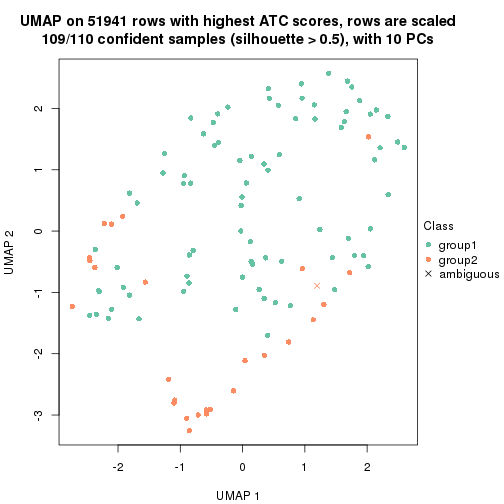 UMAP on 51941 rows with highest ATC scores, rows are scaled
109/110 confident samples (silhouette > 0.5), with 10 PCs
2
1
0
-1
-2
-3
UMAP 2
-2
-1
0
1
2
UMAP 1
Class
group1
group2
ambiguous